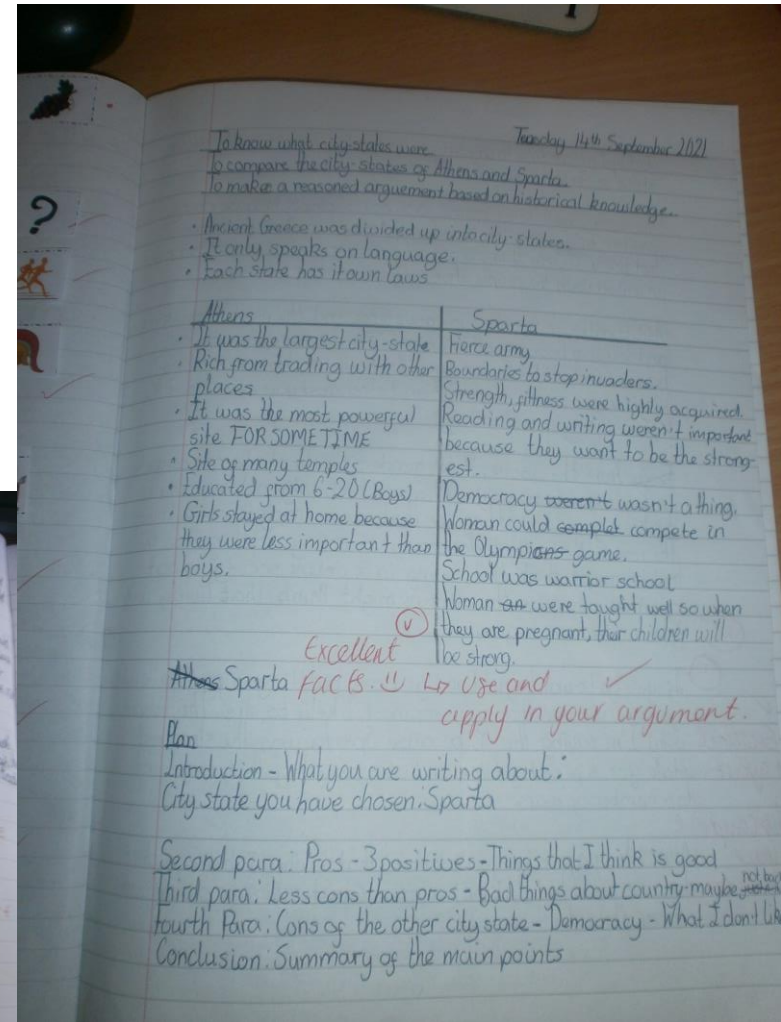 Tuesday 14th September 2021
To know what city-states were
To compare the city-states of Athens and Sparta.
To make a reasoned arguement based on historical knowledge.
· Ancient Greece was divided up into city-states.
· It only speaks on language.
· Each state has it own laws
Athens
· It was the largest city-state
· Rich from trading with other
places
· It was the most powerful
site FOR SOME TIME
· Site of many temples
· Educated from 6-20 (Boys)
· Girls stayed at home because
they were less important than
boys.
Sparta
Fierce army
Boundaries to stop invaders.
Strength, fittness were highly acquired.
Reading and writing weren't important
because they want to be the strong-
est.
Democracy weren't wasn't a thing.
Woman could complet compete in
the Olympians game.
School was warrior school
Woman an were taught well so when
they are pregnant, their children will
be strong.
Athens Sparta
Excellent
facts. ↳ Use and
apply in your argument.
Plan
Introduction - What you are writing about:
City state you have chosen. Sparta
Second para: Pros - 3 positives - Things that I think is good
Third para: Less cons than pros - Bad things about country-maybe not bad
Fourth Para: Cons of the other city state - Democracy - What I don't
Conclusion: Summary of the main points
?